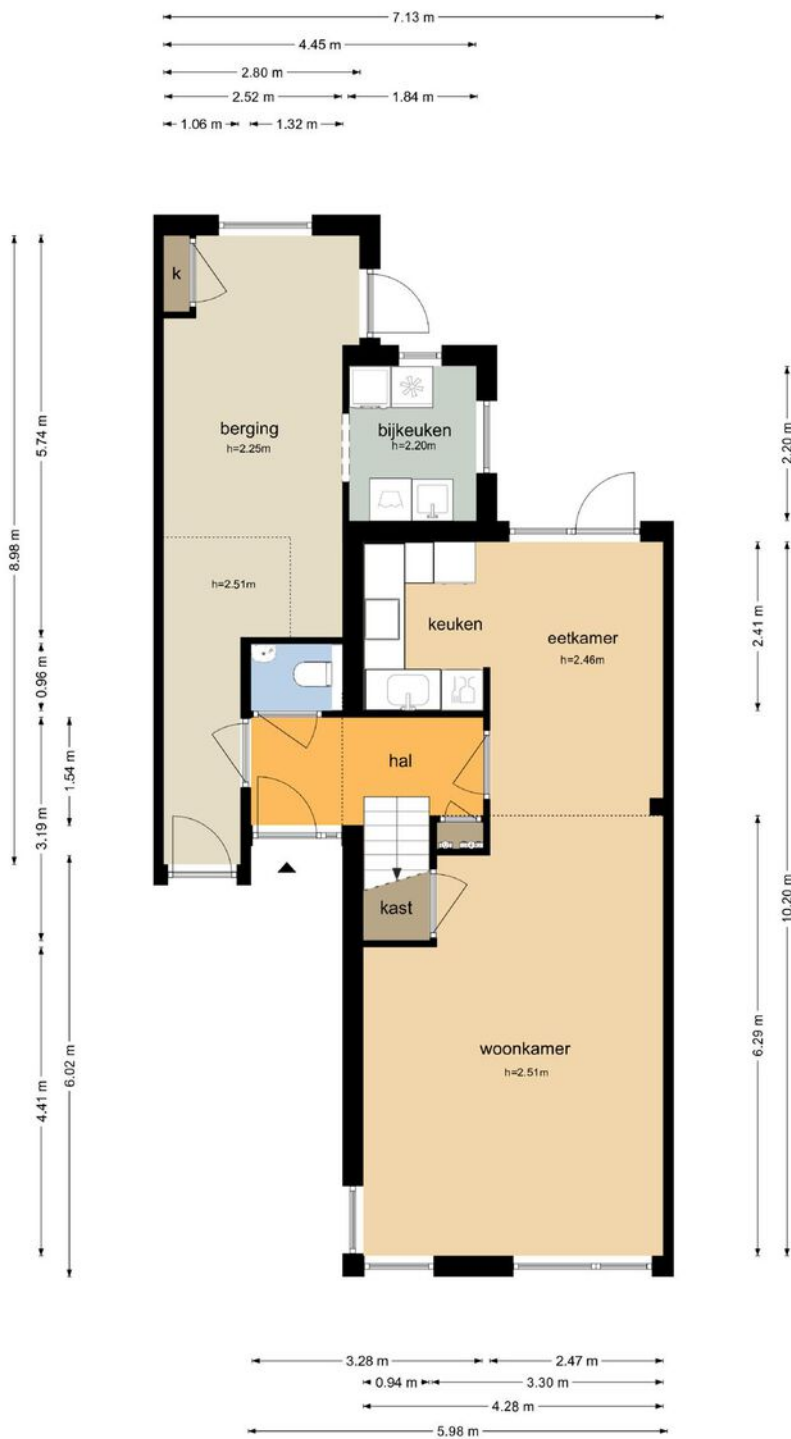 7.13 m
4.45 m
2.80 m
2.52 m
1.84 m
1.06 m
1.32 m
k
berging
h=2.25m
bijkeuken
h=2.20m
h=2.51m
keuken
eetkamer
h=2.46m
hal
kast
woonkamer
h=2.51m
8.98 m
5.74 m
0.96 m
3.19 m
1.54 m
4.41 m
6.02 m
2.20 m
2.41 m
10.20 m
6.29 m
3.28 m
2.47 m
0.94 m
3.30 m
4.28 m
5.98 m